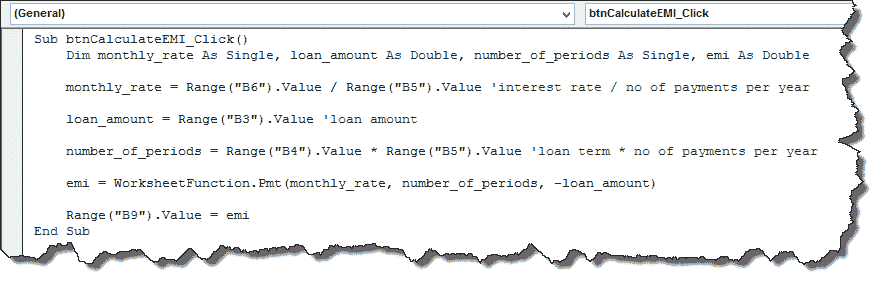 (General) btnCalculateEMI_Click
Sub btnCalculateEMI_Click()
    Dim monthly_rate As Single, loan_amount As Double, number_of_periods As Single, emi As Double
    monthly_rate = Range("B6").Value / Range("B5").Value 'interest rate / no of payments per year
    loan_amount = Range("B3").Value 'loan amount
    number_of_periods = Range("B4").Value * Range("B5").Value 'loan term * no of payments per year
    emi = WorksheetFunction.Pmt(monthly_rate, number_of_periods, -loan_amount)
    Range("B9").Value = emi
End Sub